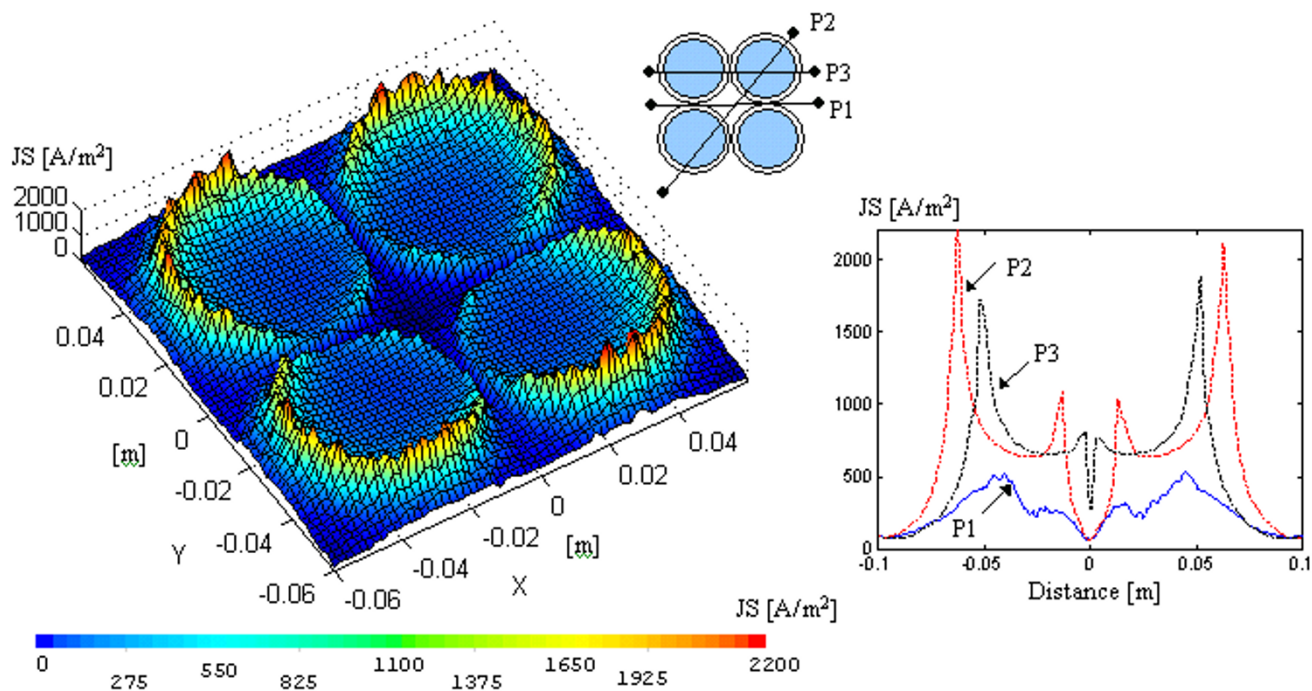 P2
P3
P1
JS [A/m²]
2000
1000
0
0.04
0.02
0
-0.02
-0.04
-0.06
[m]
Y
-0.06
-0.04
-0.02
0
0.02
0.04
[m]
X
JS [A/m²]
2000
1500
1000
500
0
P2
P3
P1
-0.1
-0.05
0
0.05
0.1
Distance [m]
JS [A/m²]
0
275
550
825
1100
1375
1650
1925
2200